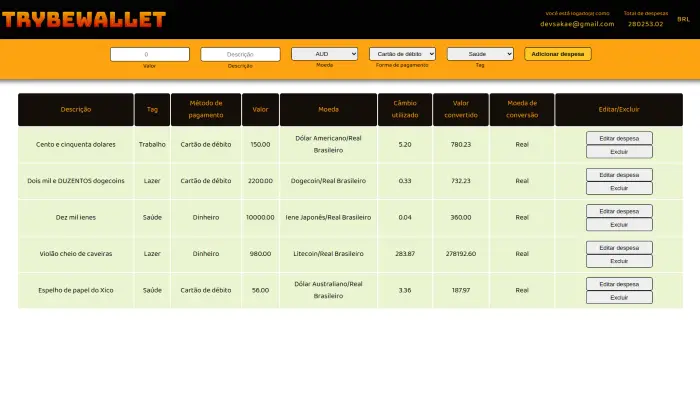 TRYBEWALLET
Você está logado(a) como
devsakae@gmail.com
Total de despesas
280253.02
BRL
0
Valor
Descrição
Descrição
AUD
Moeda
Cartão de débito
Forma de pagamento
Saúde
Tag
Adicionar despesa
Descrição Tag Método de pagamento Valor Moeda Câmbio utilizado Valor convertido Moeda de conversão Editar/Excluir
Cento e cinquenta dolares Trabalho Cartão de débito 150.00 Dólar Americano/Real Brasileiro 5.20 780.23 Real Editar despesa
Excluir
Dois mil e DUZENTOS dogecoins Lazer Cartão de débito 2200.00 Dogecoin/Real Brasileiro 0.33 732.23 Real Editar despesa
Excluir
Dez mil ienes Saúde Dinheiro 10000.00 Iene Japonês/Real Brasileiro 0.04 360.00 Real Editar despesa
Excluir
Violão cheio de caveiras Lazer Dinheiro 980.00 Litecoin/Real Brasileiro 283.87 278192.60 Real Editar despesa
Excluir
Espelho de papel do Xico Saúde Cartão de débito 56.00 Dólar Australiano/Real Brasileiro 3.36 187.97 Real Editar despesa
Excluir